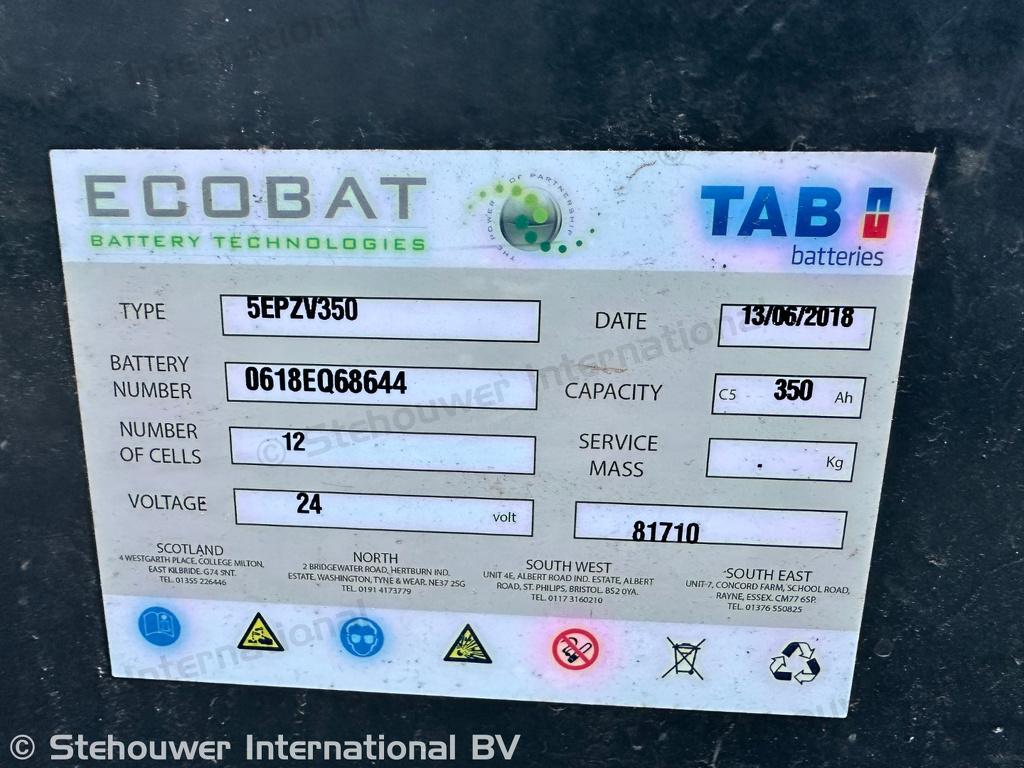 ECOBAT
BATTERY TECHNOLOGIES
THE POWER OF PARTNERSHIP
TAB
batteries
TYPE 5EPZV350
DATE 13/06/2018
BATTERY
NUMBER 0618EQ68644
CAPACITY C5 350 Ah
NUMBER
OF CELLS 12
SERVICE
MASS . Kg
VOLTAGE 24 volt
81710
SCOTLAND
4 WESTGARTH PLACE, COLLEGE MILTON,
EAST KILBRIDE. G74 5NT.
TEL. 01355 226446
NORTH
2 BRIDGEWATER ROAD, HERTBURN IND.
ESTATE, WASHINGTON, TYNE & WEAR. NE37 2SG
TEL. 0191 4173779
SOUTH WEST
UNIT 4E, ALBERT ROAD IND. ESTATE, ALBERT
ROAD, ST. PHILIPS, BRISTOL. BS2 0YA.
TEL. 0117 3160210
SOUTH EAST
UNIT-7, CONCORD FARM, SCHOOL ROAD,
RAYNE, ESSEX. CM77 6SP.
TEL. 01376 550825
© Stehouwer International
International
International
© Stehouwer International BV